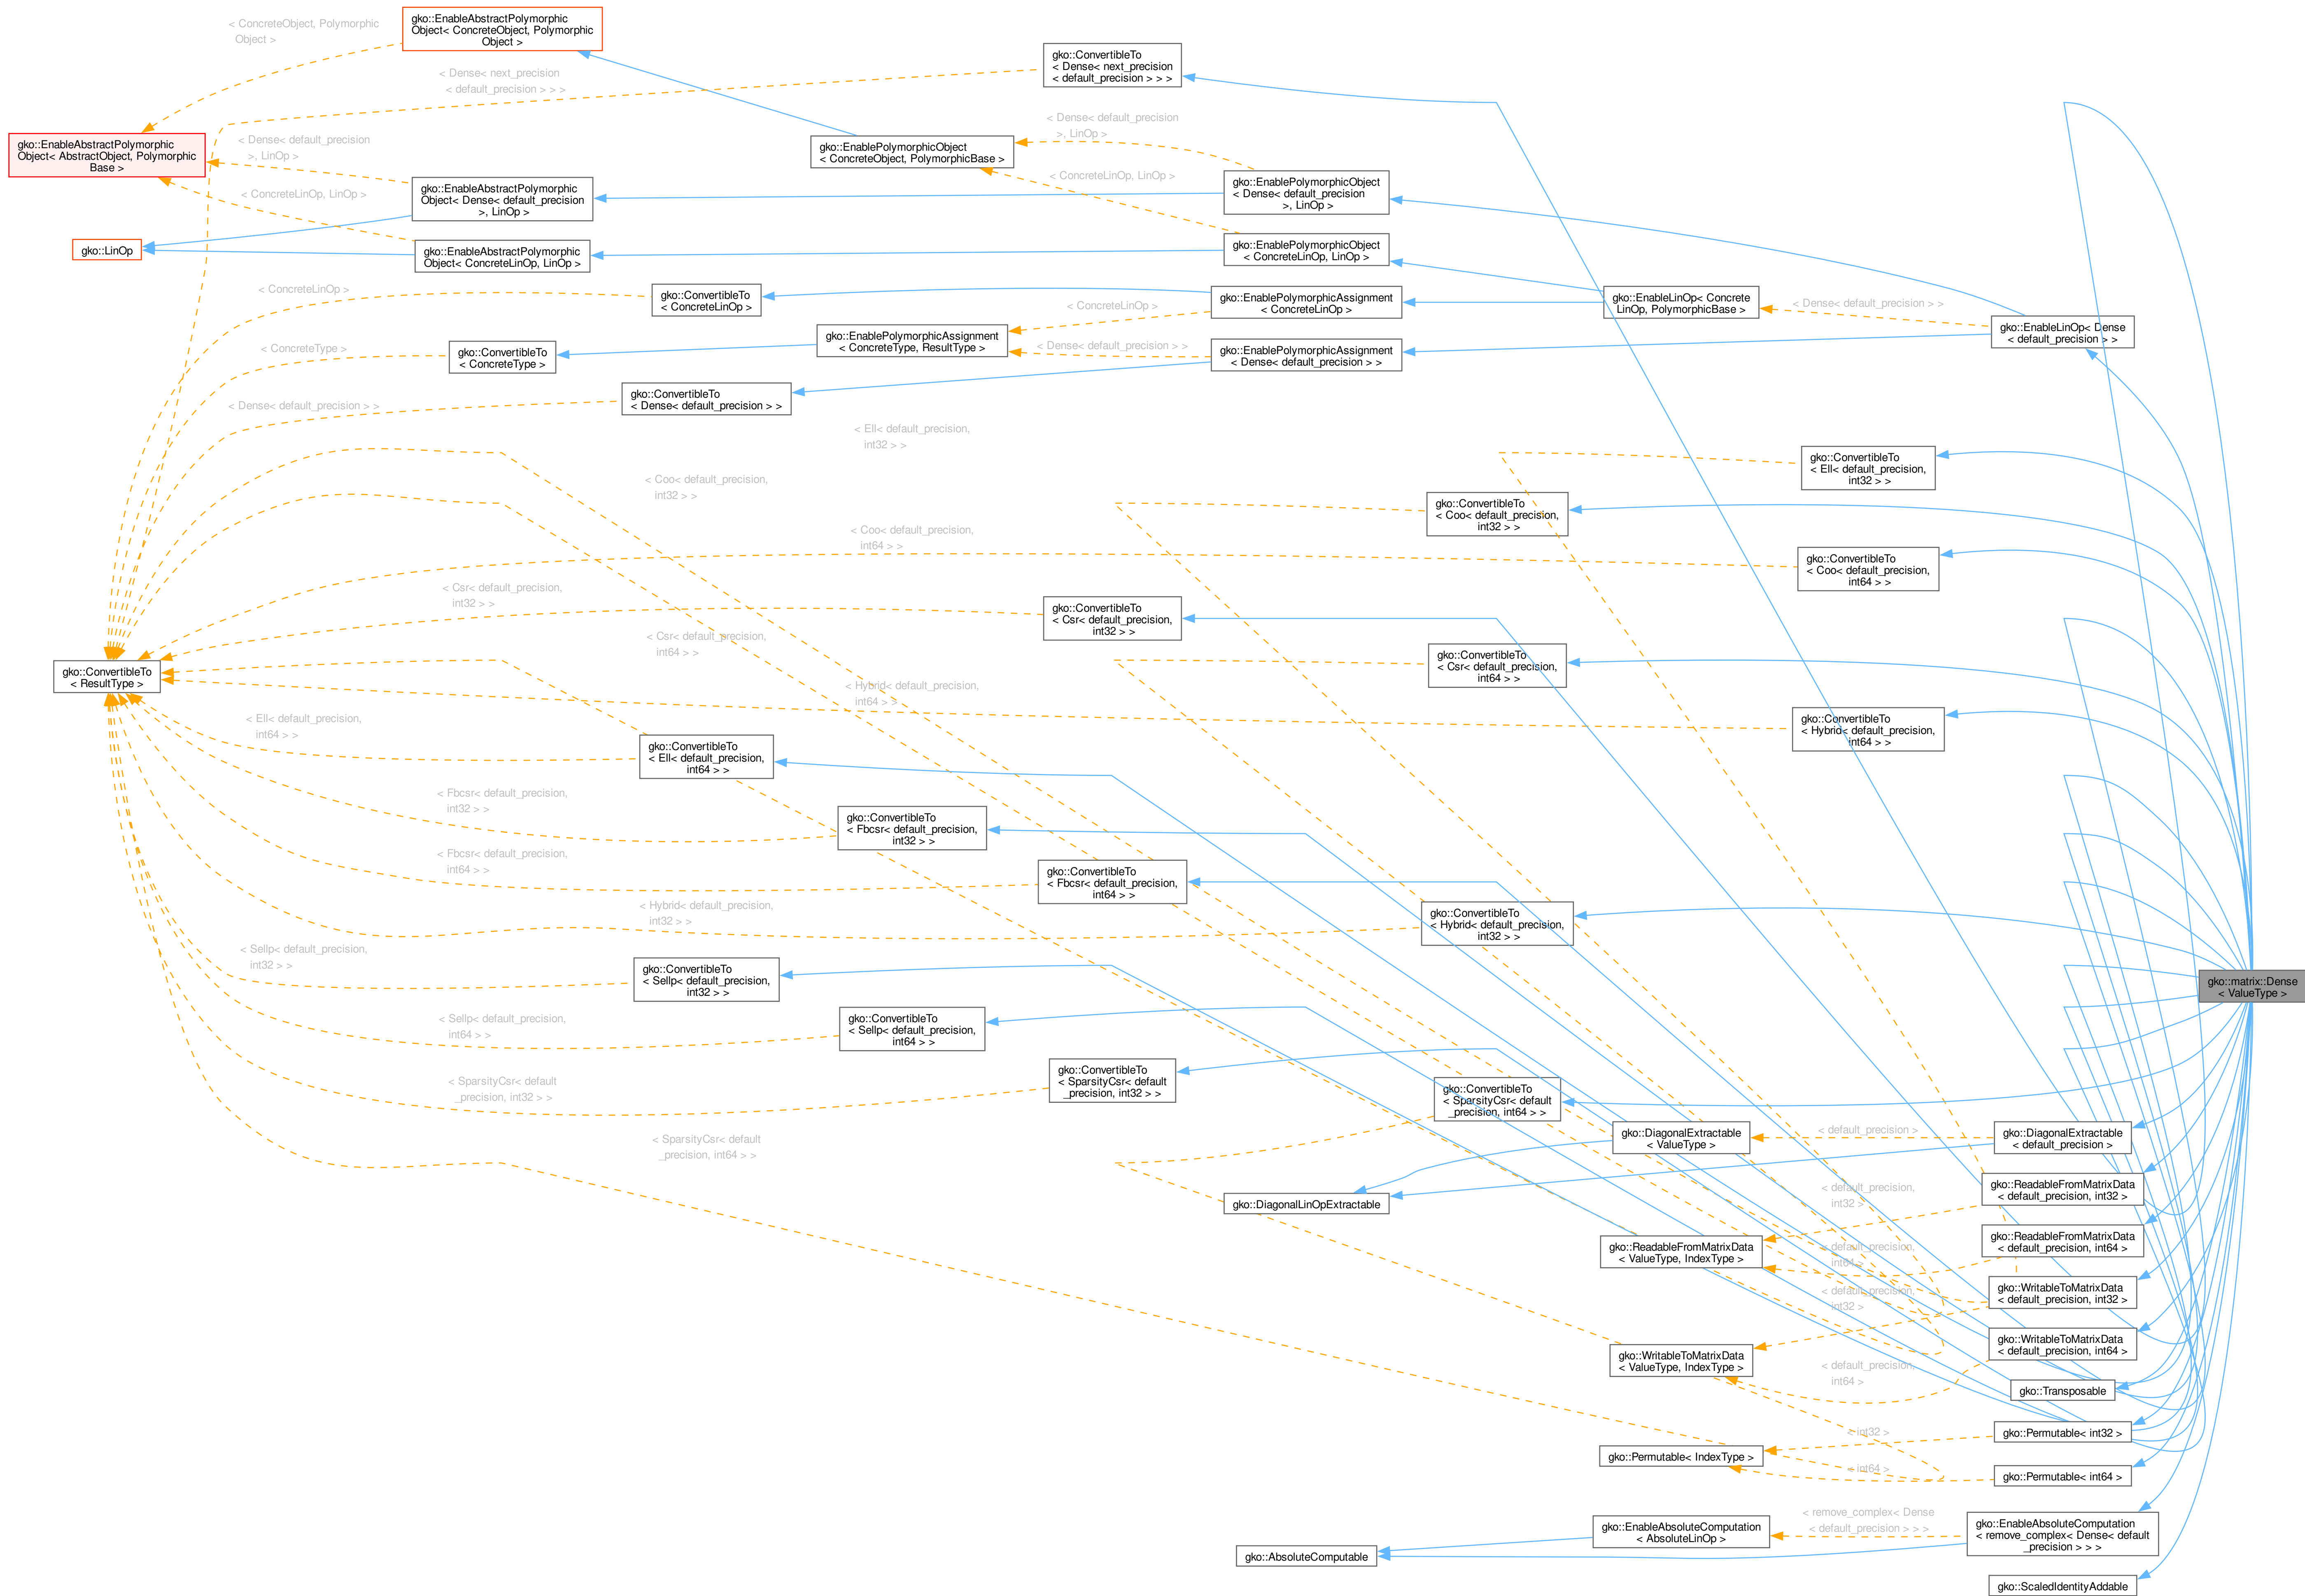 < ConcreteObject, Polymorphic
Object >
gko::EnableAbstractPolymorphic
Object< ConcreteObject, Polymorphic
Object >
< Dense< next_precision
< default_precision > > >
gko::ConvertibleTo
< Dense< next_precision
< default_precision > > >
gko::EnableAbstractPolymorphic
Object< AbstractObject, Polymorphic
Base >
< Dense< default_precision
>, LinOp >
gko::EnablePolymorphicObject
< ConcreteObject, PolymorphicBase >
< Dense< default_precision
>, LinOp >
< ConcreteLinOp, LinOp >
gko::EnableAbstractPolymorphic
Object< Dense< default_precision
>, LinOp >
< ConcreteLinOp, LinOp >
gko::EnablePolymorphicObject
< Dense< default_precision
>, LinOp >
gko::LinOp
gko::EnableAbstractPolymorphic
Object< ConcreteLinOp, LinOp >
gko::EnablePolymorphicObject
< ConcreteLinOp, LinOp >
< ConcreteLinOp >
gko::ConvertibleTo
< ConcreteLinOp >
< ConcreteLinOp >
gko::EnablePolymorphicAssignment
< ConcreteLinOp >
gko::EnableLinOp< Concrete
LinOp, PolymorphicBase >
< Dense< default_precision > >
gko::EnableLinOp< Dense
< default_precision > >
< ConcreteType >
gko::ConvertibleTo
< ConcreteType >
gko::EnablePolymorphicAssignment
< ConcreteType, ResultType >
< Dense< default_precision > >
gko::EnablePolymorphicAssignment
< Dense< default_precision > >
< Dense< default_precision > >
gko::ConvertibleTo
< Dense< default_precision > >
< Ell< default_precision,
int32 > >
gko::ConvertibleTo
< Ell< default_precision,
int32 > >
< Coo< default_precision,
int32 > >
gko::ConvertibleTo
< Coo< default_precision,
int32 > >
< Coo< default_precision,
int64 > >
gko::ConvertibleTo
< Coo< default_precision,
int64 > >
< Csr< default_precision,
int32 > >
gko::ConvertibleTo
< Csr< default_precision,
int32 > >
< Csr< default_precision,
int64 > >
gko::ConvertibleTo
< Csr< default_precision,
int64 > >
gko::ConvertibleTo
< ResultType >
< Hybrid< default_precision,
int64 > >
gko::ConvertibleTo
< Hybrid< default_precision,
int64 > >
< Ell< default_precision,
int64 > >
gko::ConvertibleTo
< Ell< default_precision,
int64 > >
< Fbcsr< default_precision,
int32 > >
gko::ConvertibleTo
< Fbcsr< default_precision,
int32 > >
< Fbcsr< default_precision,
int64 > >
gko::ConvertibleTo
< Fbcsr< default_precision,
int64 > >
< Hybrid< default_precision,
int32 > >
gko::ConvertibleTo
< Hybrid< default_precision,
int32 > >
< Sellp< default_precision,
int32 > >
gko::ConvertibleTo
< Sellp< default_precision,
int32 > >
gko::matrix::Dense
< ValueType >
< Sellp< default_precision,
int64 > >
gko::ConvertibleTo
< Sellp< default_precision,
int64 > >
< SparsityCsr< default
_precision, int32 > >
gko::ConvertibleTo
< SparsityCsr< default
_precision, int32 > >
gko::ConvertibleTo
< SparsityCsr< default
_precision, int64 > >
< SparsityCsr< default
_precision, int64 > >
gko::DiagonalExtractable
< ValueType >
< default_precision >
gko::DiagonalExtractable
< default_precision >
gko::DiagonalLinOpExtractable
< default_precision,
int32 >
gko::ReadableFromMatrixData
< default_precision, int32 >
gko::ReadableFromMatrixData
< ValueType, IndexType >
< default_precision,
int64 >
gko::ReadableFromMatrixData
< default_precision, int64 >
< default_precision,
int32 >
gko::WritableToMatrixData
< default_precision, int32 >
gko::WritableToMatrixData
< ValueType, IndexType >
< default_precision,
int64 >
gko::WritableToMatrixData
< default_precision, int64 >
gko::Transposable
gko::Permutable< IndexType >
< int32 >
gko::Permutable< int32 >
< int64 >
gko::Permutable< int64 >
gko::AbsoluteComputable
gko::EnableAbsoluteComputation
< AbsoluteLinOp >
< remove_complex< Dense
< default_precision > > >
gko::EnableAbsoluteComputation
< remove_complex< Dense< default
_precision > > >
gko::ScaledIdentityAddable